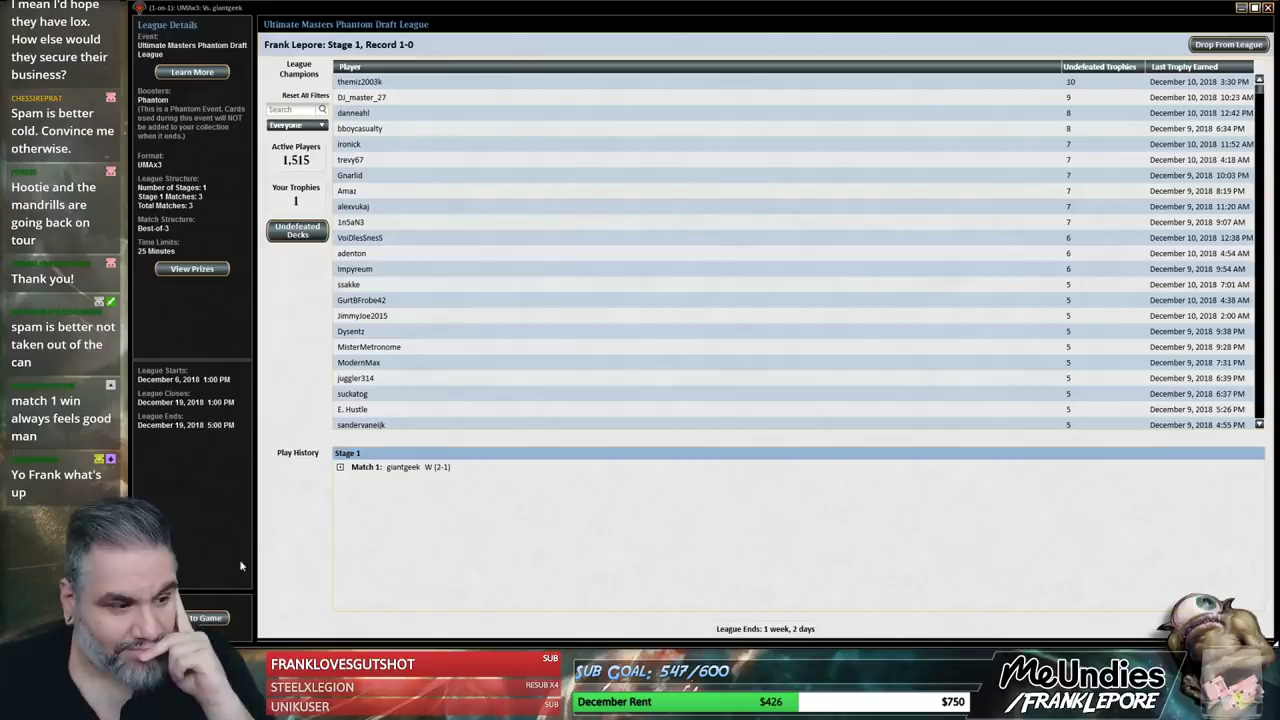 I mean I'd hope
they have lox.
How else would
they secure their
business?
CHESSIREPRAT
Spam is better
cold. Convince me
otherwise.
Hootie and the
mandrills are
going back on
tour
Thank you!
spam is better not
taken out of the
can
match 1 win
always feels good
man
Yo Frank what's
up
(1-on-1): UMAx3: Vs. giantgeek
League Details
Event:
Ultimate Masters Phantom Draft
League
Learn More
Boosters:
Phantom
(This is a Phantom Event. Cards
used during this event will NOT
be added to your collection
when it ends.)
Format:
UMAx3
League Structure:
Number of Stages: 1
Stage 1 Matches: 3
Total Matches: 3
Match Structure:
Best-of-3
Time Limits:
25 Minutes
View Prizes
League Starts:
December 6, 2018 1:00 PM
League Closes:
December 19, 2018 1:00 PM
League Ends:
December 19, 2018 5:00 PM
to Game
Ultimate Masters Phantom Draft League
Frank Lepore: Stage 1, Record 1-0
Drop From League
League
Champions
Reset All Filters
Search
Everyone
Active Players
1,515
Your Trophies
1
Undefeated
Decks
Player Undefeated Trophies Last Trophy Earned
themiz2003k 10 December 10, 2018 3:30 PM
DJ_master_27 9 December 10, 2018 10:23 AM
danneahl 8 December 10, 2018 12:42 PM
bboycasualty 8 December 9, 2018 6:34 PM
ironick 7 December 10, 2018 11:52 AM
trevy67 7 December 10, 2018 4:18 AM
Gnarlid 7 December 9, 2018 10:03 PM
Amaz 7 December 9, 2018 8:19 PM
alexvukaj 7 December 9, 2018 11:20 AM
1n5aN3 7 December 9, 2018 9:07 AM
VoiDlesSnesS 6 December 10, 2018 12:38 PM
adenton 6 December 10, 2018 4:54 AM
Impyreum 6 December 9, 2018 9:54 AM
ssakke 5 December 10, 2018 7:01 AM
GurtBFrobe42 5 December 10, 2018 4:38 AM
JimmyJoe2015 5 December 10, 2018 2:00 AM
Dysentz 5 December 9, 2018 9:38 PM
MisterMetronome 5 December 9, 2018 9:28 PM
ModernMax 5 December 9, 2018 7:31 PM
juggler314 5 December 9, 2018 6:39 PM
suckatog 5 December 9, 2018 6:37 PM
E. Hustle 5 December 9, 2018 5:26 PM
sandervaneijk 5 December 9, 2018 4:55 PM
Play History
Stage 1
Match 1: giantgeek W (2-1)
League Ends: 1 week, 2 days
FRANKLOVESGUTSHOT SUB
STEELXLEGION RESUB X4
UNIKUSER SUB
SUB GOAL: 547/600
December Rent $426 $750
MeUndies
/FRANKLEPORE